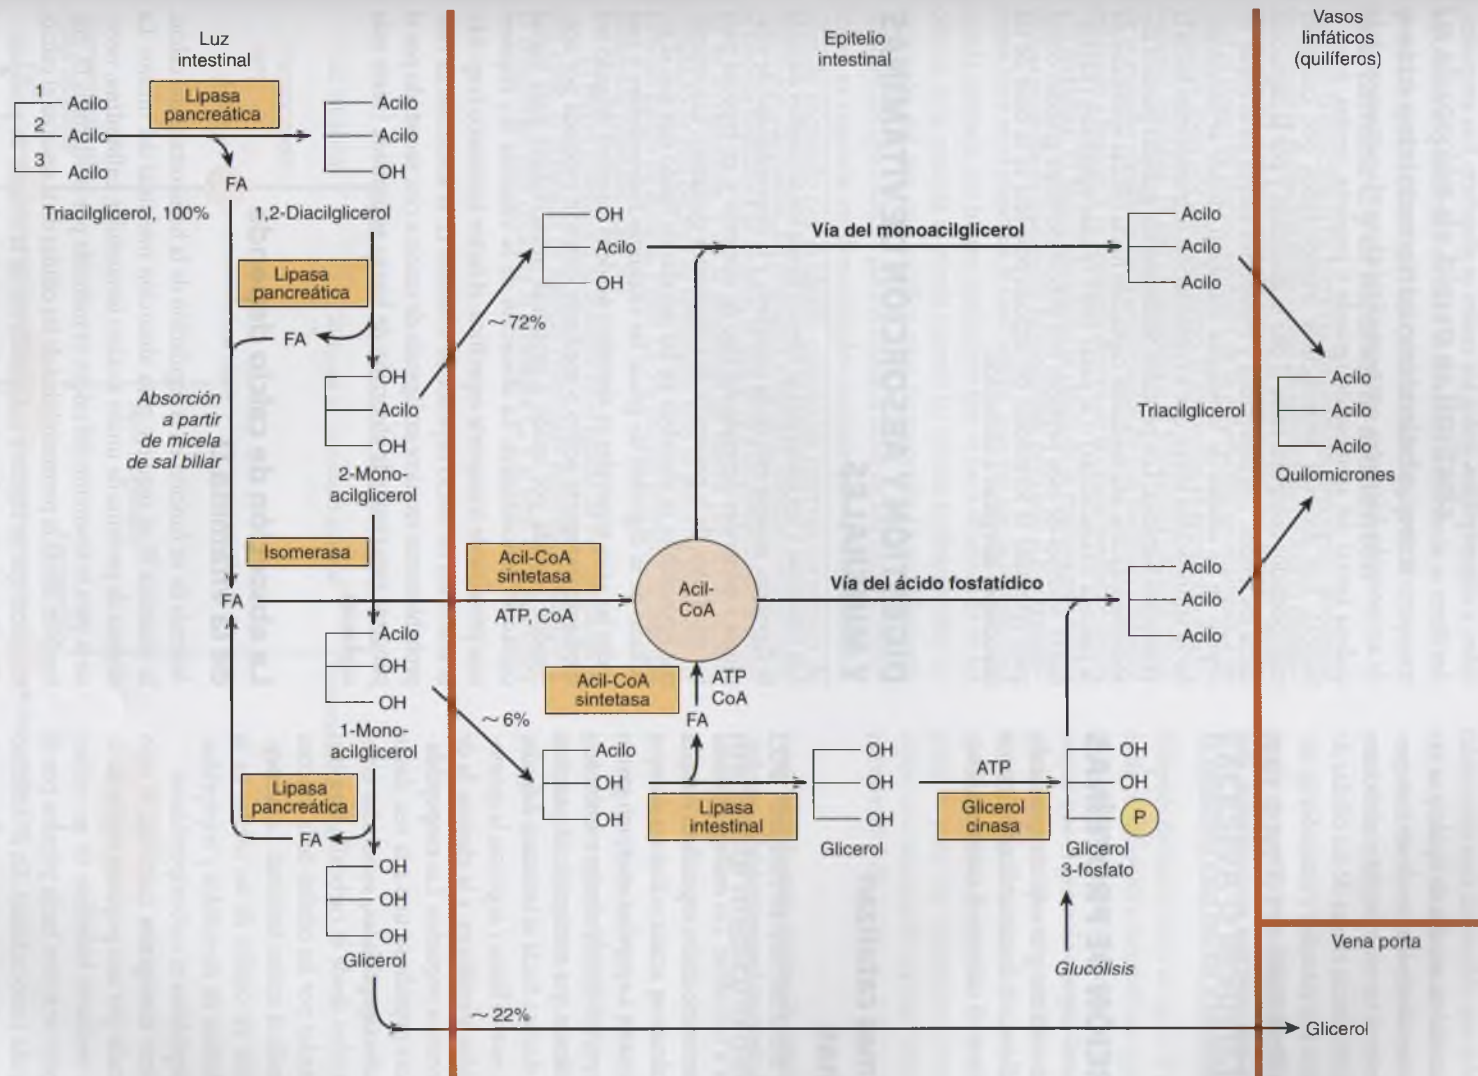 Luz
intestinal
Epitelio
intestinal
Vasos
linfáticos
(quilíferos)
1
Acilo
2
Acilo
3
Acilo
Lipasa
pancreática
Acilo
Acilo
OH
FA
Triacilglicerol, 100%
1,2-Diacilglicerol
Lipasa
pancreática
FA
OH
Acilo
OH
2-Mono-
acilglicerol
Absorción
a partir
de micela
de sal biliar
~72%
OH
Acilo
OH
Vía del monoacilglicerol
Acilo
Acilo
Acilo
Triacilglicerol
Acilo
Acilo
Acilo
Quilomicrones
Isomerasa
FA
Acil-CoA
sintetasa
ATP, CoA
Acil-
CoA
Vía del ácido fosfatídico
Acilo
Acilo
Acilo
Acilo
OH
OH
1-Mono-
acilglicerol
~6%
Acil-CoA
sintetasa
ATP
CoA
FA
Acilo
OH
OH
Lipasa
intestinal
OH
OH
OH
Glicerol
ATP
Glicerol
cinasa
OH
OH
P
Glicerol
3-fosfato
Glucólisis
Lipasa
pancreática
FA
OH
OH
OH
Glicerol
~22%
Vena porta
Glicerol